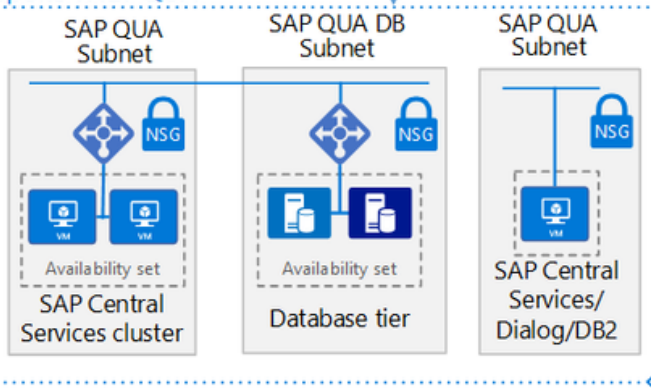 SAP QUA
Subnet
SAP QUA DB
Subnet
SAP QUA
Subnet
NSG
NSG
NSG
VM
VM
VM
Availability set
Availability set
SAP Central
Services cluster
Database tier
SAP Central
Services/
Dialog/DB2